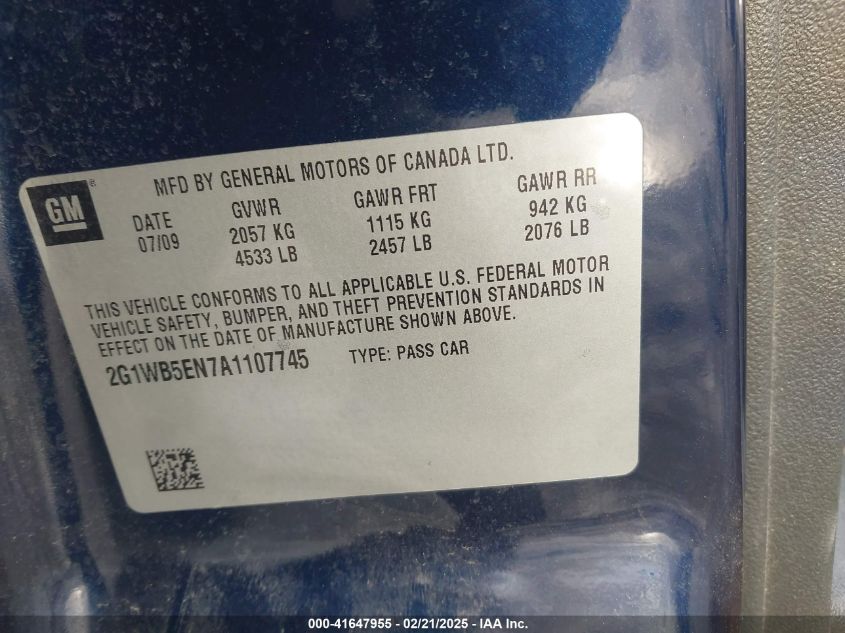 GM
®
MFD BY GENERAL MOTORS OF CANADA LTD.
DATE GVWR GAWR FRT GAWR RR
07/09 2057 KG 1115 KG 942 KG
4533 LB 2457 LB 2076 LB
THIS VEHICLE CONFORMS TO ALL APPLICABLE U.S. FEDERAL MOTOR
VEHICLE SAFETY, BUMPER, AND THEFT PREVENTION STANDARDS IN
EFFECT ON THE DATE OF MANUFACTURE SHOWN ABOVE.
2G1WB5EN7A1107745 TYPE: PASS CAR
000-41647955 — 02/21/2025 — IAA Inc.